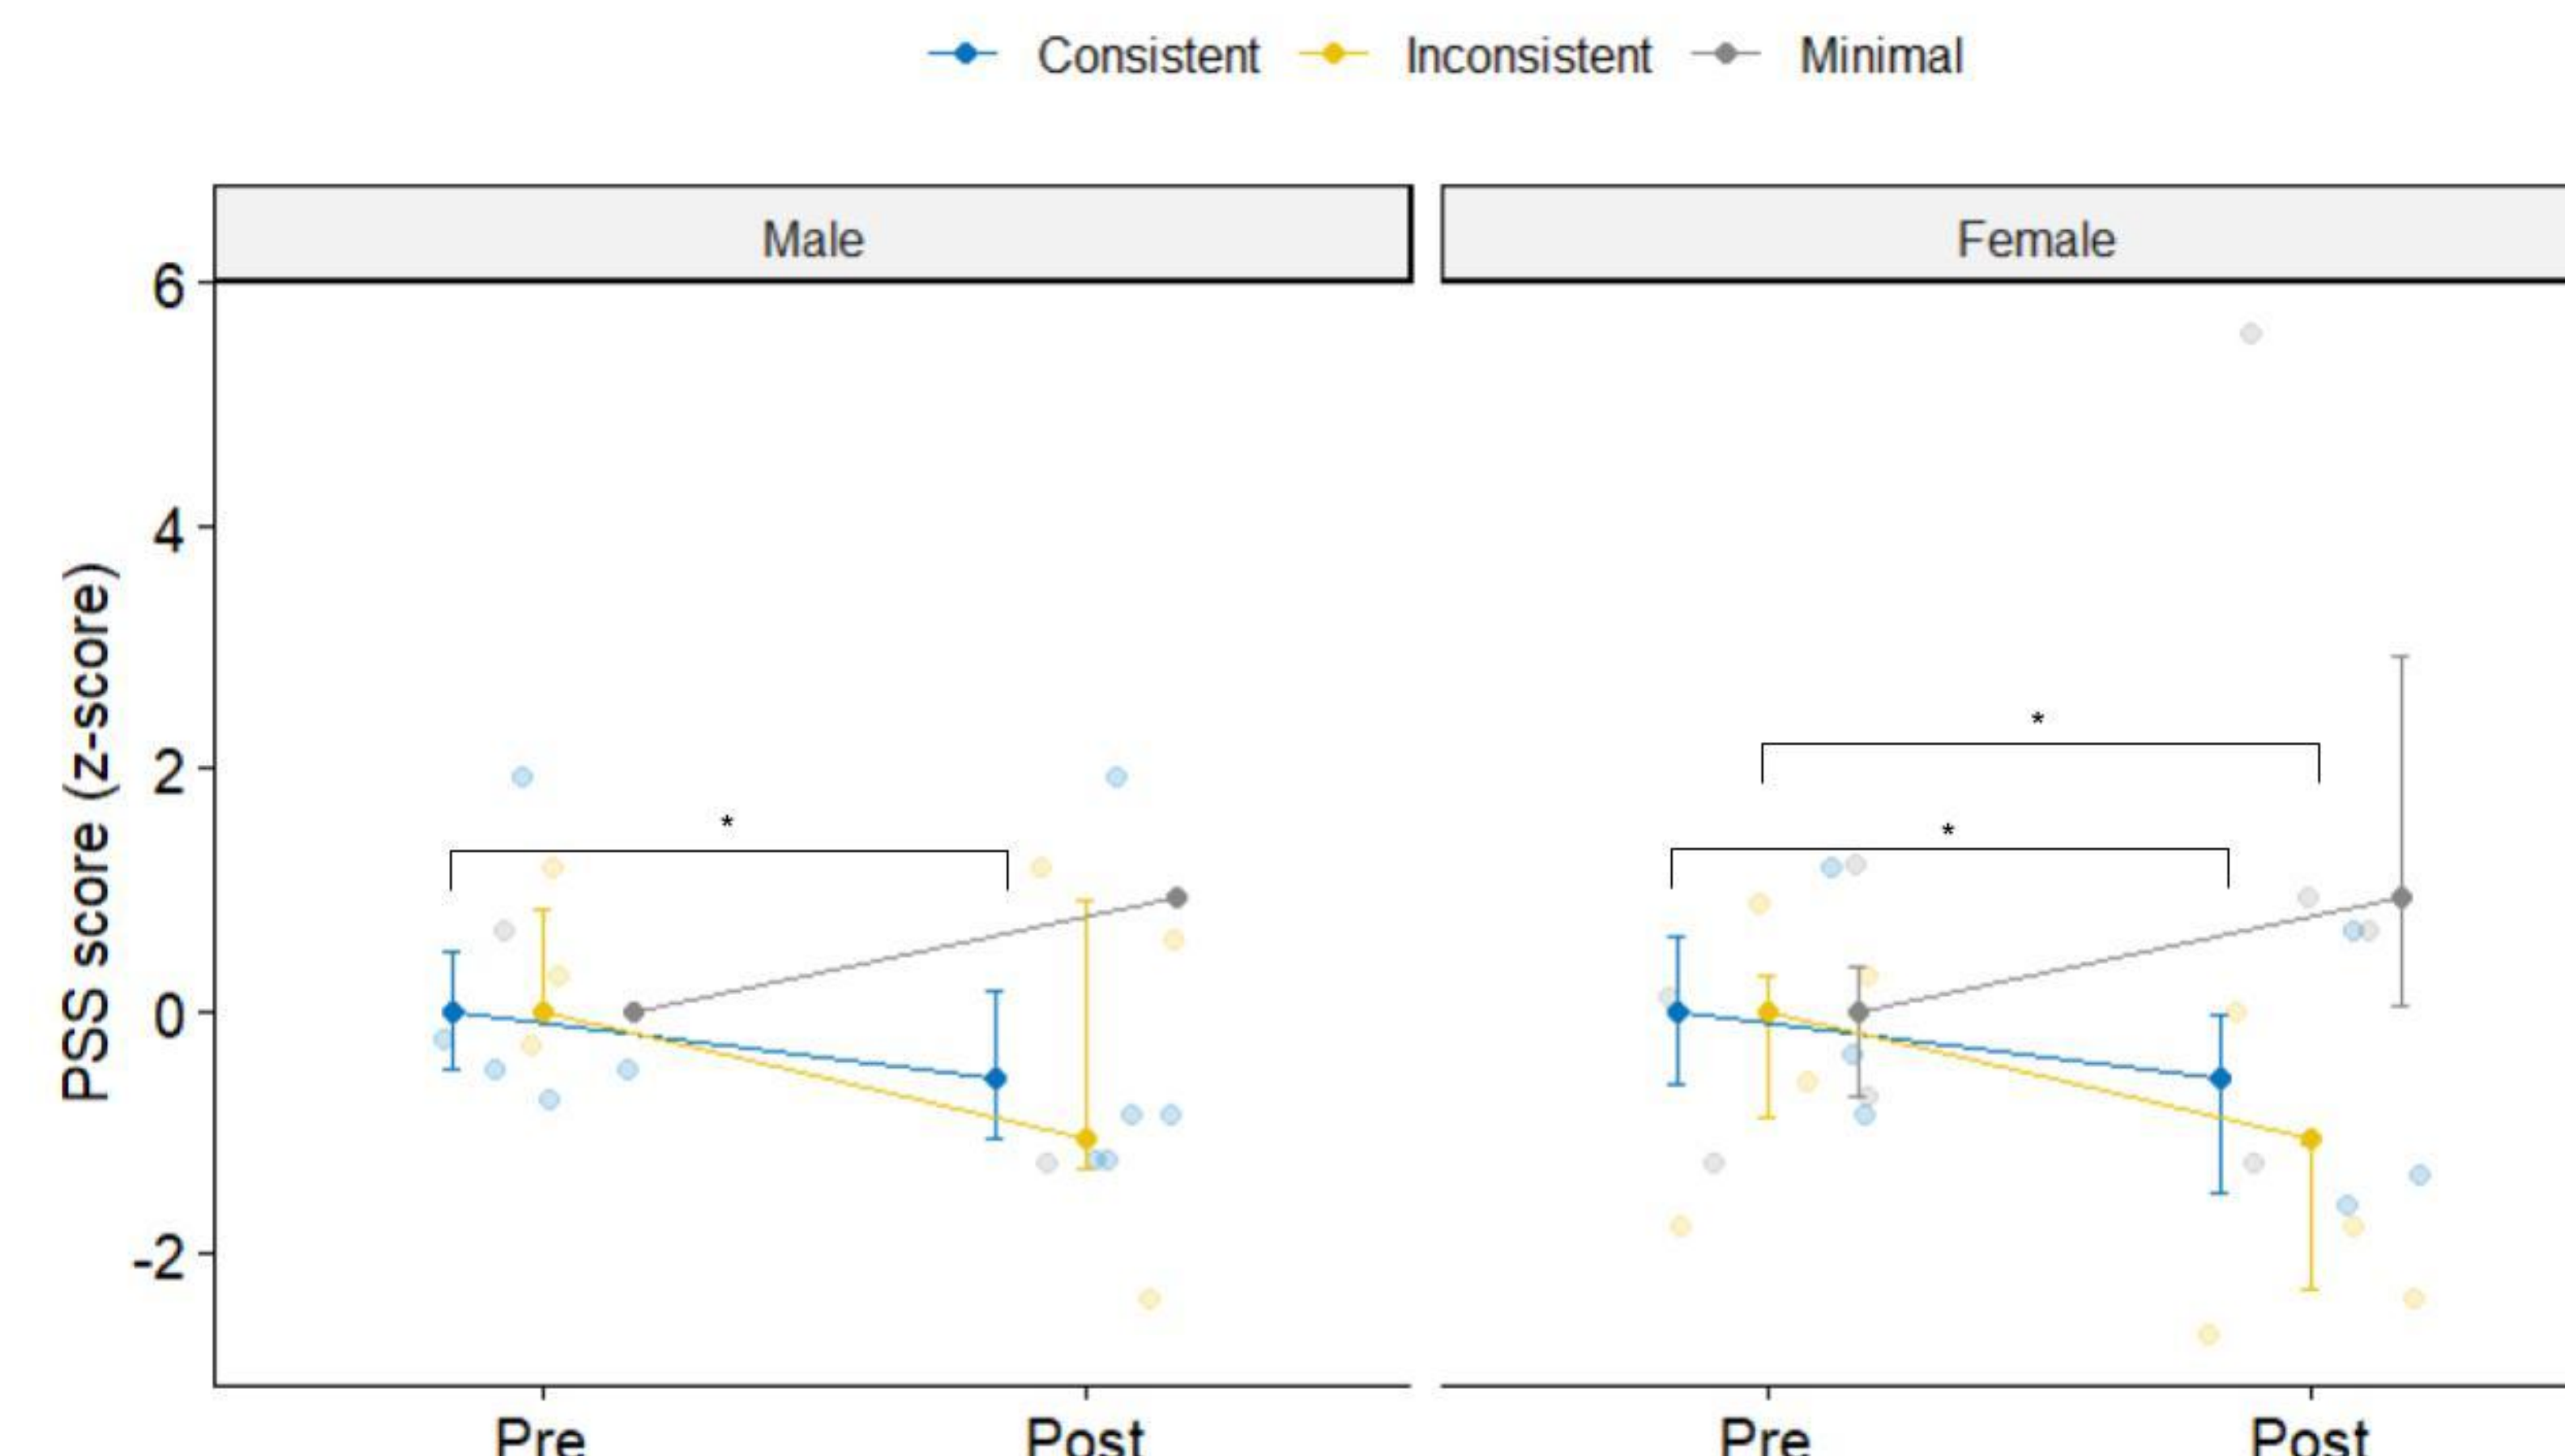 Consistent Inconsistent Minimal
Male Female
6
4
2
0
-2
PSS score (z-score)
*
*
*
Pre Post Pre Post